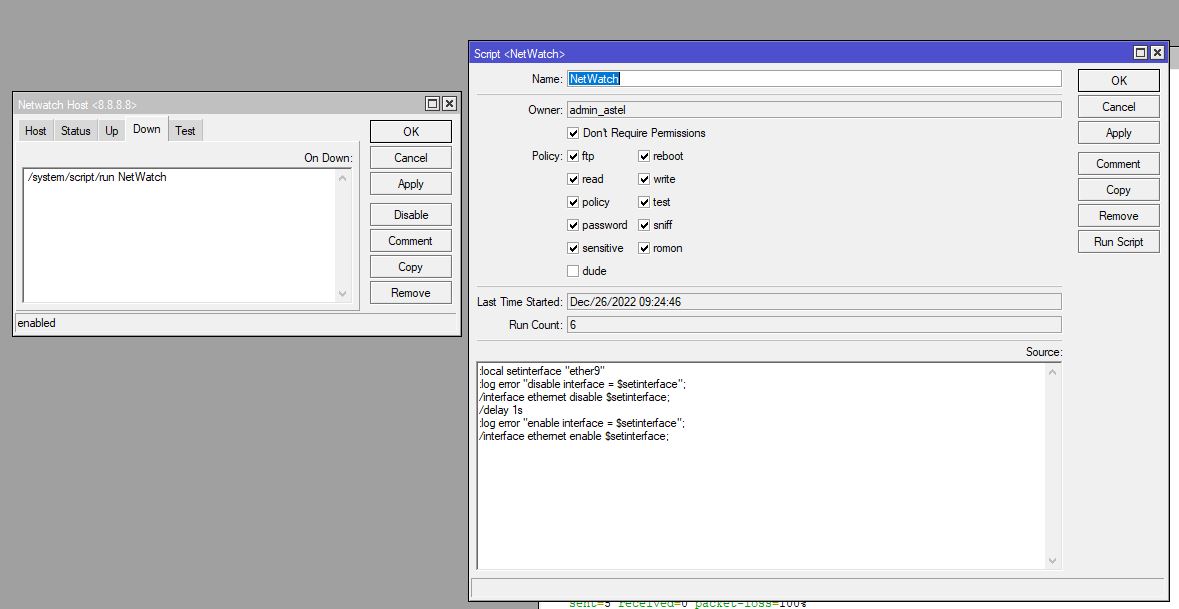 Netwatch Host <8.8.8.8>
Host Status Up Down Test
On Down:
/system/script/run NetWatch
OK
Cancel
Apply
Disable
Comment
Copy
Remove
enabled
Script <NetWatch>
Name: NetWatch
Owner: admin_astel
Don't Require Permissions
Policy: ftp reboot
read write
policy test
password sniff
sensitive romon
dude
Last Time Started: Dec/26/2022 09:24:46
Run Count: 6
Source:
:local setinterface "ether9"
:log error "disable interface = $setinterface";
/interface ethernet disable $setinterface;
/delay 1s
:log error "enable interface = $setinterface";
/interface ethernet enable $setinterface;
OK
Cancel
Apply
Comment
Copy
Remove
Run Script
sent=5 received=0 packet-loss=100%